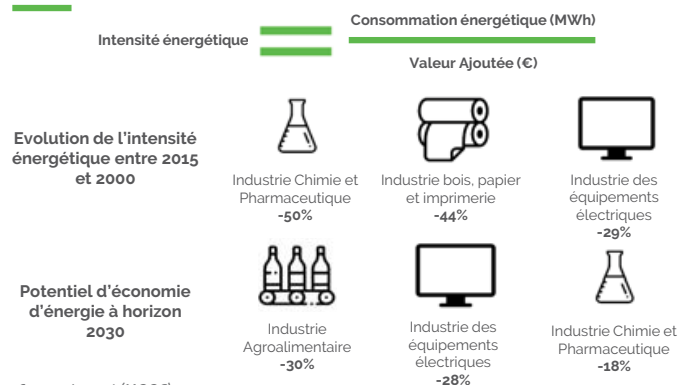 Intensité énergétique
Consommation énergétique (MWh)
Valeur Ajoutée (€)
Evolution de l'intensité
énergétique entre 2015
et 2000
Industrie Chimie et
Pharmaceutique
-50%
Industrie bois, papier
et imprimerie
-44%
Industrie des
équipements
électriques
-29%
Potentiel d'économie
d'énergie à horizon
2030
Industrie
Agroalimentaire
-30%
Industrie des
équipements
électriques
-28%
Industrie Chimie et
Pharmaceutique
-18%